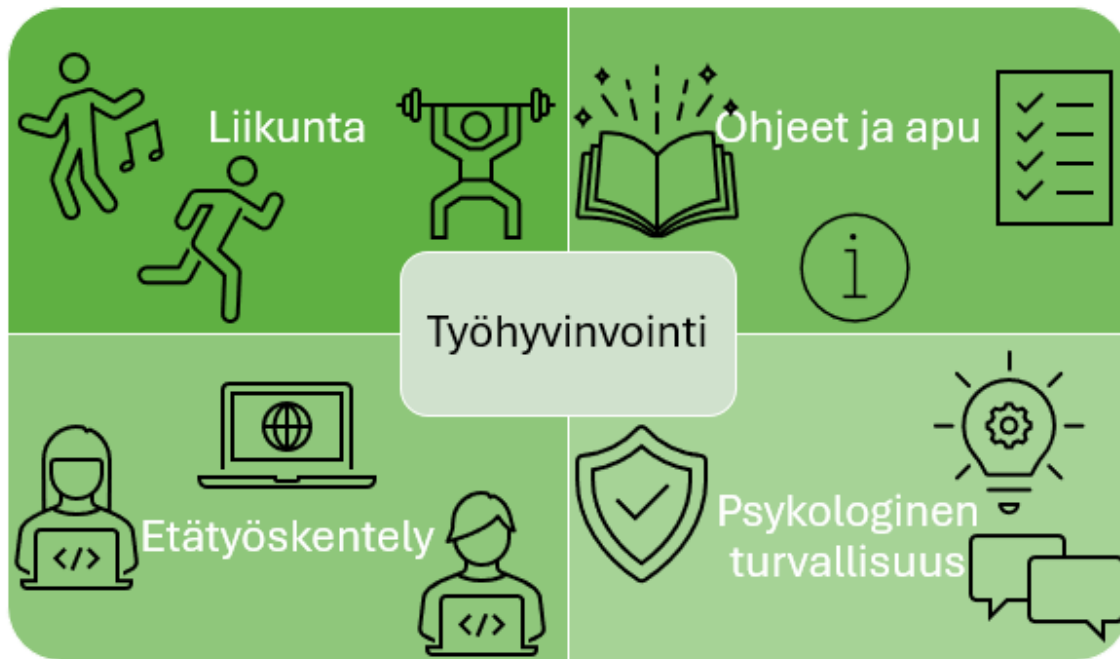 Liikunta
Ohjeet ja apu
Työhyvinvointi
Etätyöskentely
Psykologinen
turvallisuus